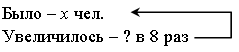 Было – x чел.
Увеличилось – ? в 8 раз